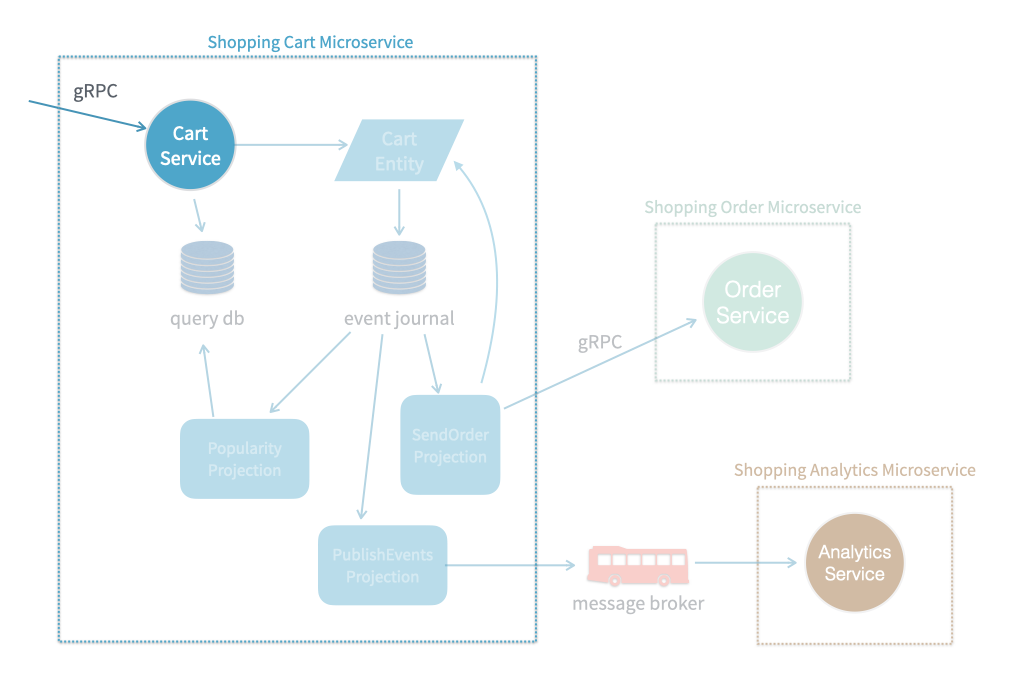 Shopping Cart Microservice
gRPC
Cart
Service
Cart
Entity
query db
event journal
Popularity
Projection
SendOrder
Projection
PublishEvents
Projection
gRPC
Shopping Order Microservice
Order
Service
message broker
Shopping Analytics Microservice
Analytics
Service